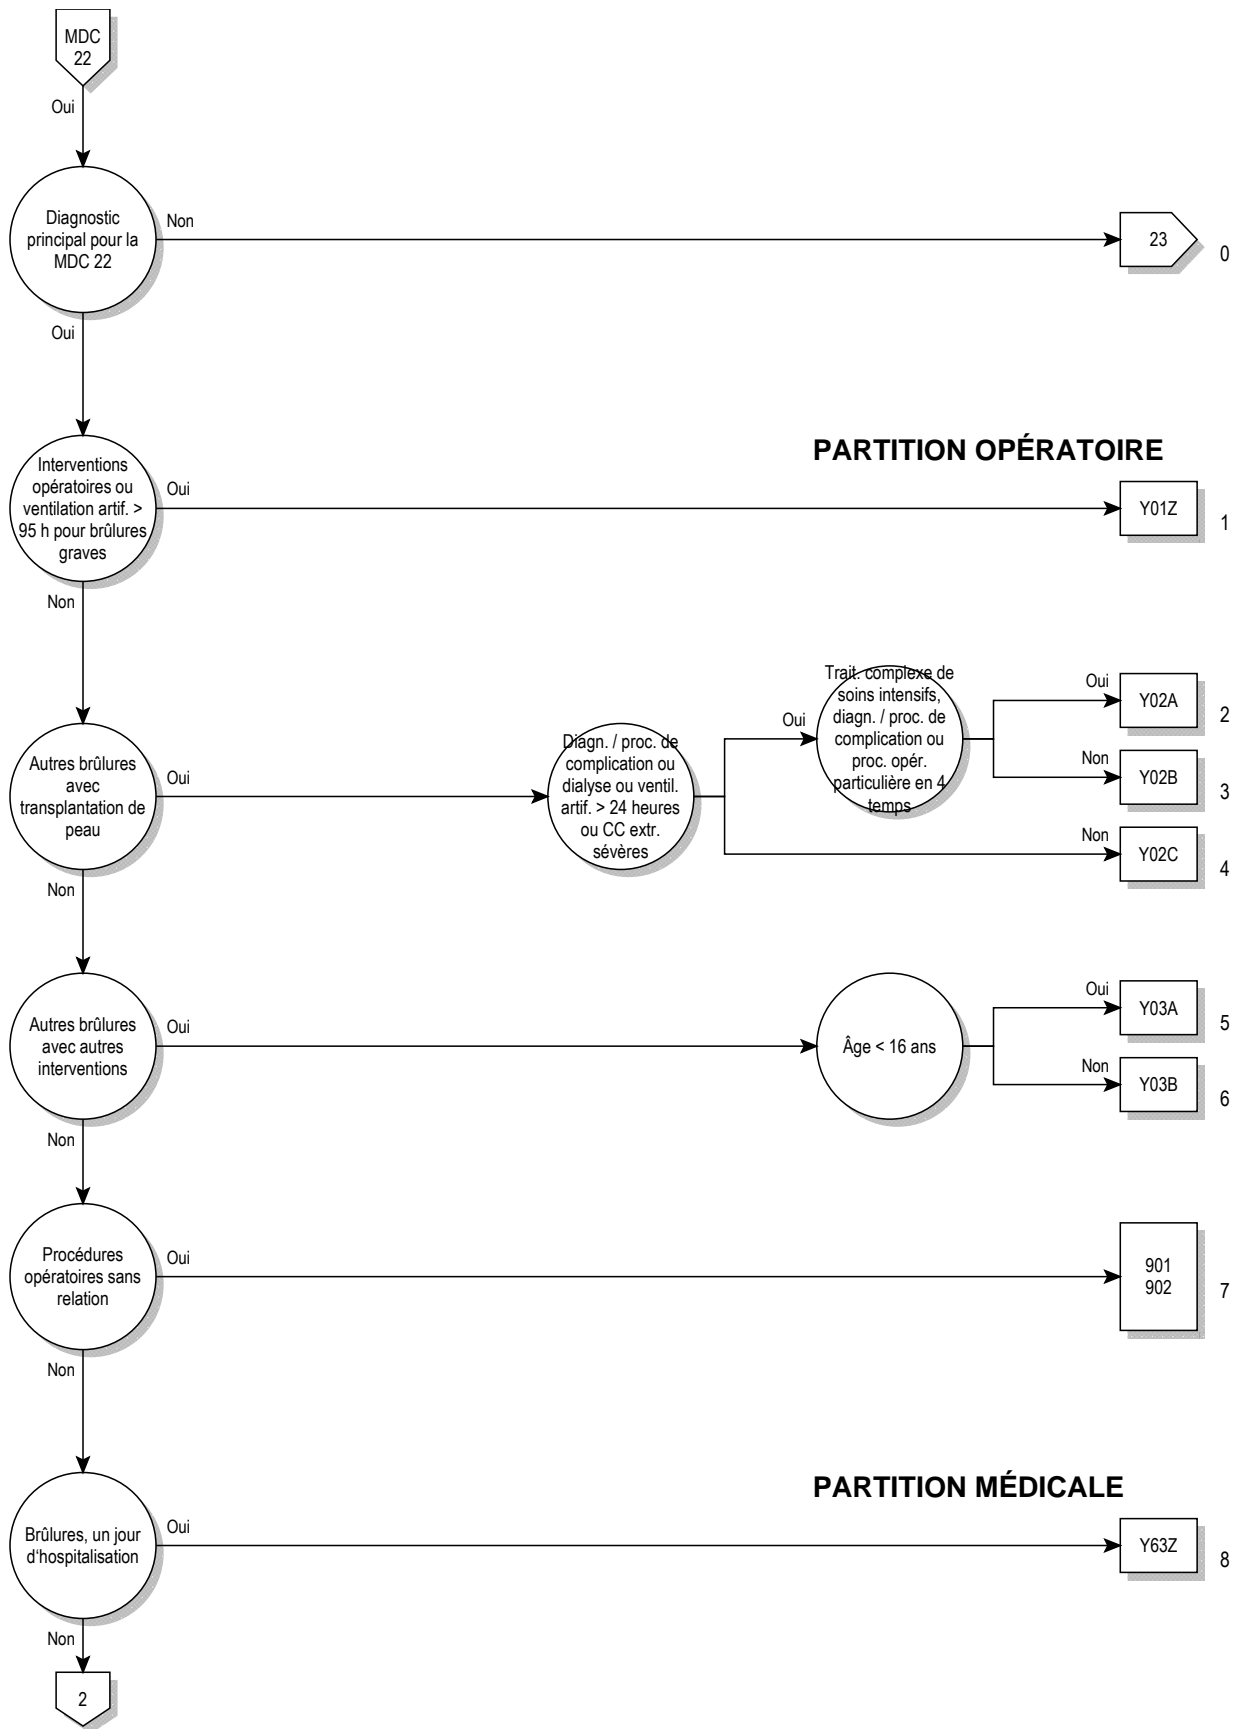 MDC
22
Oui
Diagnostic
principal pour la
MDC 22
Non
23
0
Oui
PARTITION OPÉRATOIRE
Interventions
opératoires ou
ventilation artif. >
95 h pour brûlures
graves
Oui
Y01Z
1
Non
Autres brûlures
avec
transplantation de
peau
Oui
Diagn. / proc. de
complication ou
dialyse ou ventil.
artif. > 24 heures
ou CC extr.
sévères
Oui
Trait. complexe de
soins intensifs,
diagn. / proc. de
complication ou
proc. opér.
particulière en 4
temps
Oui
Y02A
2
Non
Y02B
3
Non
Y02C
4
Non
Autres brûlures
avec autres
interventions
Oui
Âge < 16 ans
Oui
Y03A
5
Non
Y03B
6
Non
Procédures
opératoires sans
relation
Oui
901
902
7
Non
PARTITION MÉDICALE
Brûlures, un jour
d‘hospitalisation
Oui
Y63Z
8
Non
2